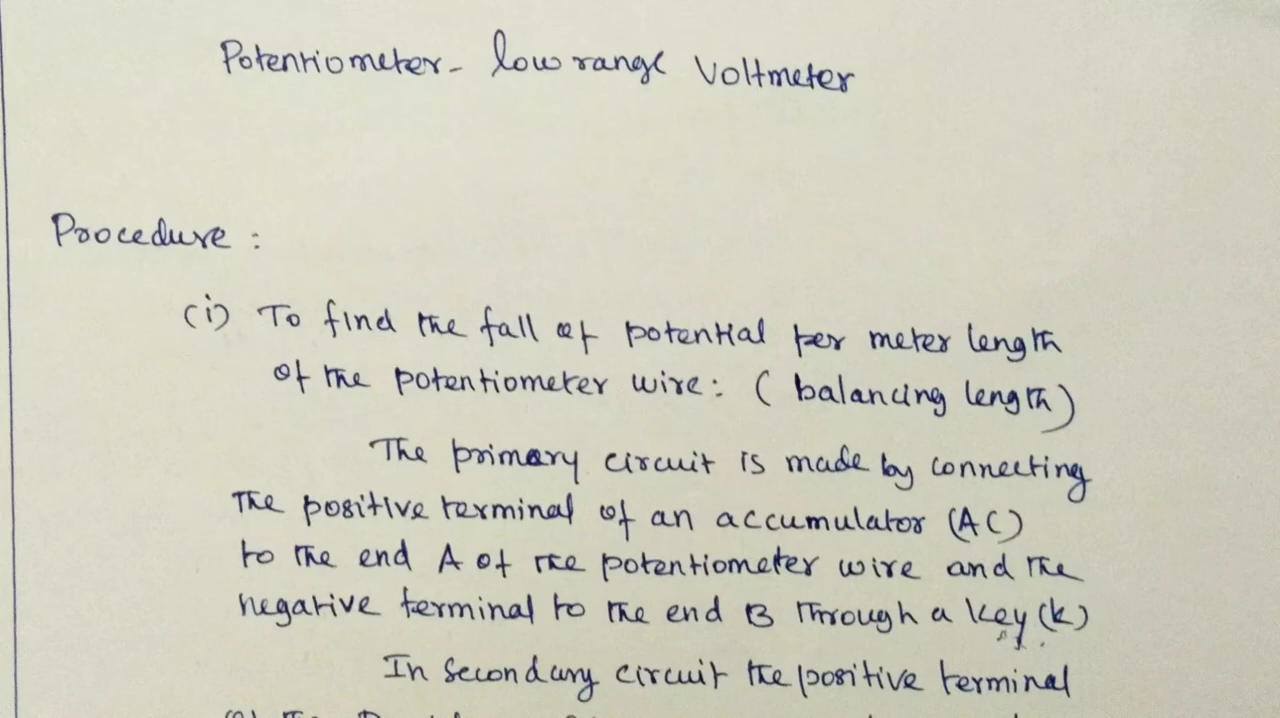 Potentiometer - low range Voltmeter
Procedure :
(i) To find the fall of potential per meter length
of the potentiometer wire : ( balancing length )
The primary circuit is made by connecting
The positive terminal of an accumulator (AC)
to the end A of the potentiometer wire and the
negative terminal to the end B through a key (k)
In secondary circuit the positive terminal